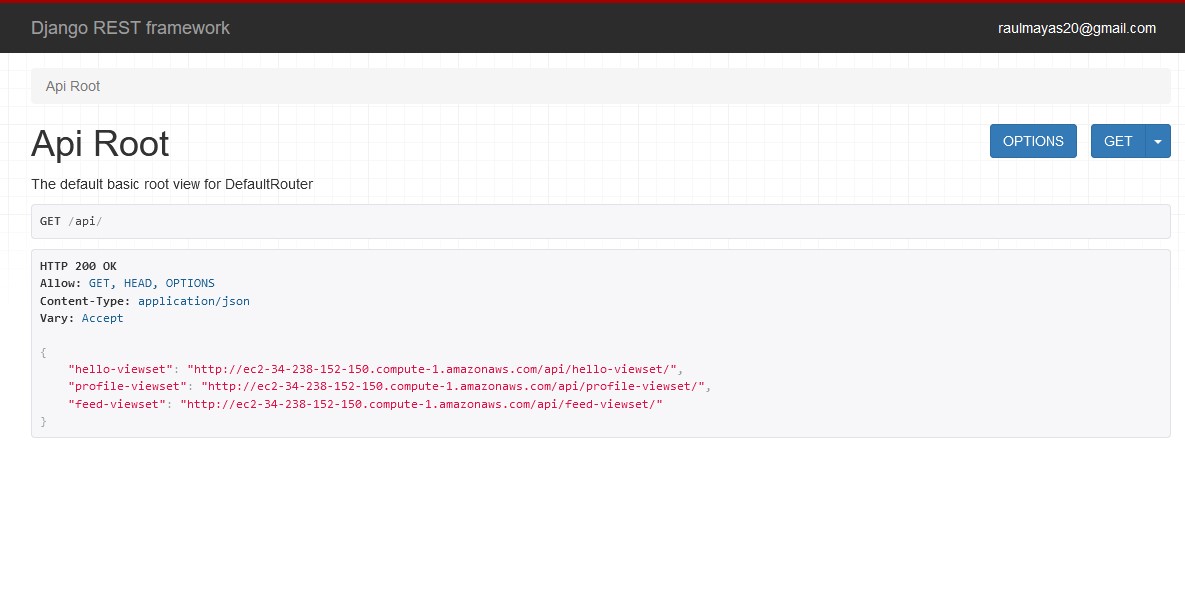 Django REST framework
raulmayas20@gmail.com
Api Root
Api Root
OPTIONS
GET
The default basic root view for DefaultRouter
GET /api/
HTTP 200 OK
Allow: GET, HEAD, OPTIONS
Content-Type: application/json
Vary: Accept
{
    "hello-viewset": "http://ec2-34-238-152-150.compute-1.amazonaws.com/api/hello-viewset/",
    "profile-viewset": "http://ec2-34-238-152-150.compute-1.amazonaws.com/api/profile-viewset/",
    "feed-viewset": "http://ec2-34-238-152-150.compute-1.amazonaws.com/api/feed-viewset/"
}